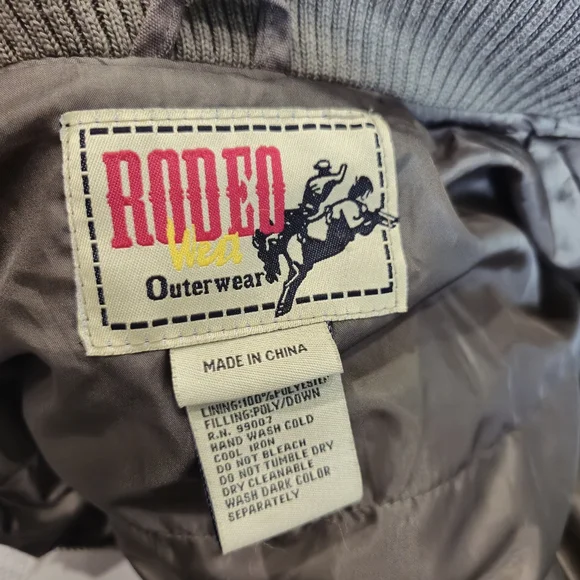 RODEO
West
Outerwear
MADE IN CHINA
LINING:100%POLYESTER
FILLING:POLY/DOWN
R.N. 99007
HAND WASH COLD
COOL IRON
DO NOT BLEACH
DO NOT TUMBLE DRY
DRY CLEANABLE
WASH DARK COLOR
SEPARATELY